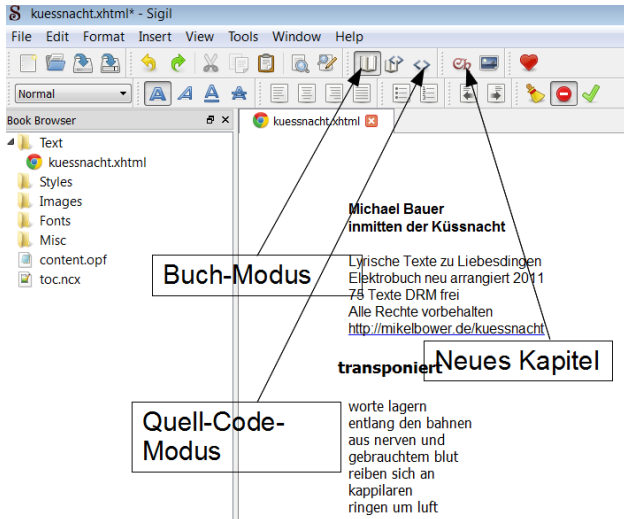 kuessnacht.xhtml* - Sigil
File Edit Format Insert View Tools Window Help
Normal
Book Browser
kuessnacht.xhtml
Text
kuessnacht.xhtml
Styles
Images
Fonts
Misc
content.opf
toc.ncx
Michael Bauer
inmitten der Küssnacht
Lyrische Texte zu Liebesdingen
Elektrobuch neu arrangiert 2011
75 Texte DRM frei
Alle Rechte vorbehalten
http://mikelbower.de/kuessnacht
transponiert
worte lagern
entlang den bahnen
aus nerven und
gebrauchtem blut
reiben sich an
kappilaren
ringen um luft
Buch-Modus
Neues Kapitel
Quell-Code-
Modus